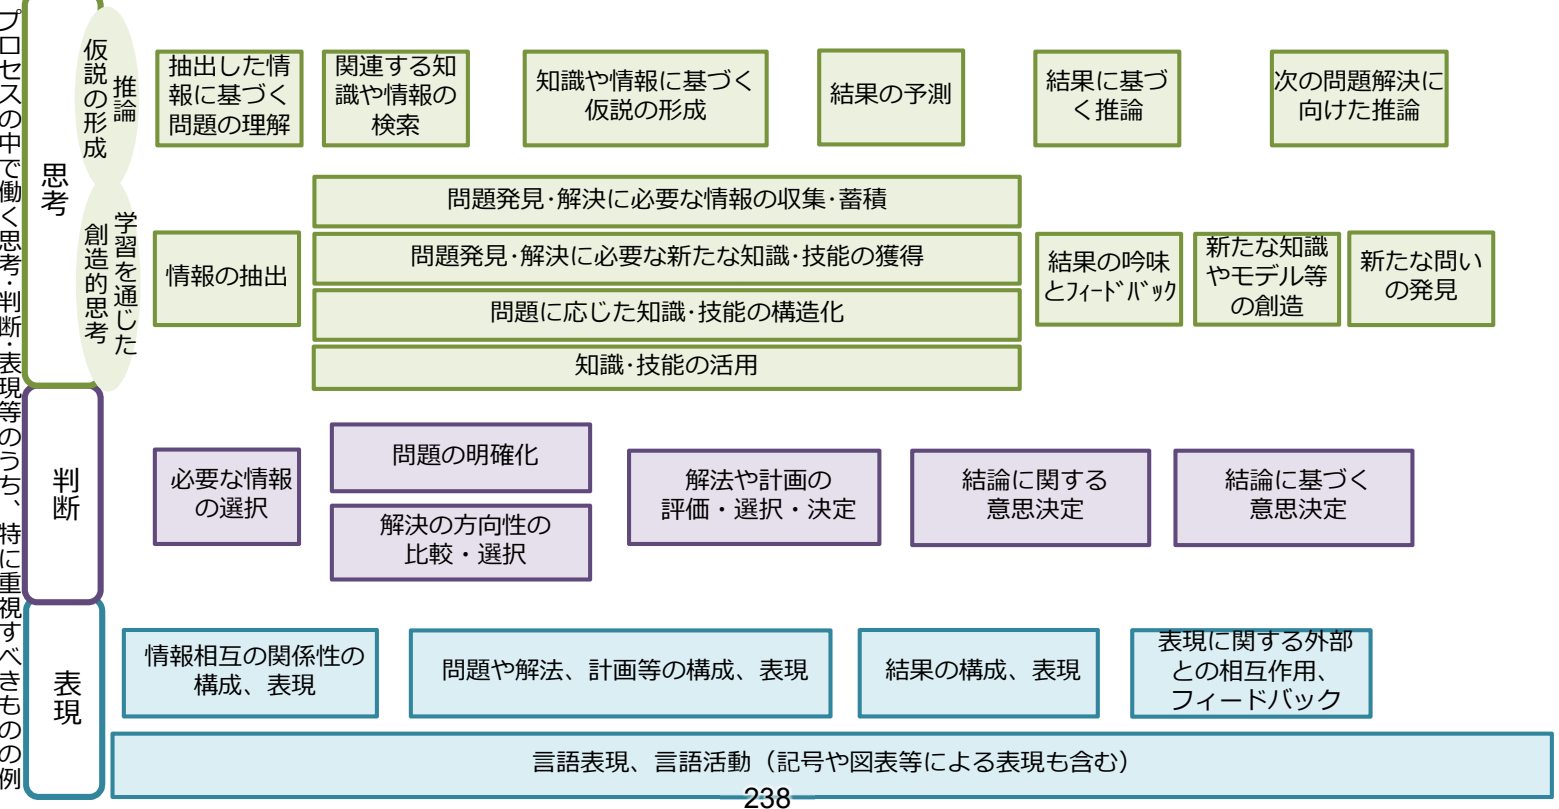 プロセスの中で働く思考･判断･表現等のうち、特に重視すべきものの例
思考
仮説の形成
推論
抽出した情
報に基づく
問題の理解
関連する知
識や情報の
検索
知識や情報に基づく
仮説の形成
結果の予測
結果に基づ
く推論
次の問題解決に
向けた推論
学習を通じた
創造的思考
情報の抽出
問題発見･解決に必要な情報の収集･蓄積
問題発見･解決に必要な新たな知識･技能の獲得
問題に応じた知識･技能の構造化
知識･技能の活用
結果の吟味
とﾌｨｰﾄﾞﾊﾞｯｸ
新たな知識
やモデル等
の創造
新たな問い
の発見
判断
必要な情報
の選択
問題の明確化
解決の方向性の
比較・選択
解法や計画の
評価・選択・決定
結論に関する
意思決定
結論に基づく
意思決定
表現
情報相互の関係性の
構成、表現
問題や解法、計画等の構成、表現
結果の構成、表現
表現に関する外部
との相互作用、
フィードバック
言語表現、言語活動（記号や図表等による表現も含む）
238